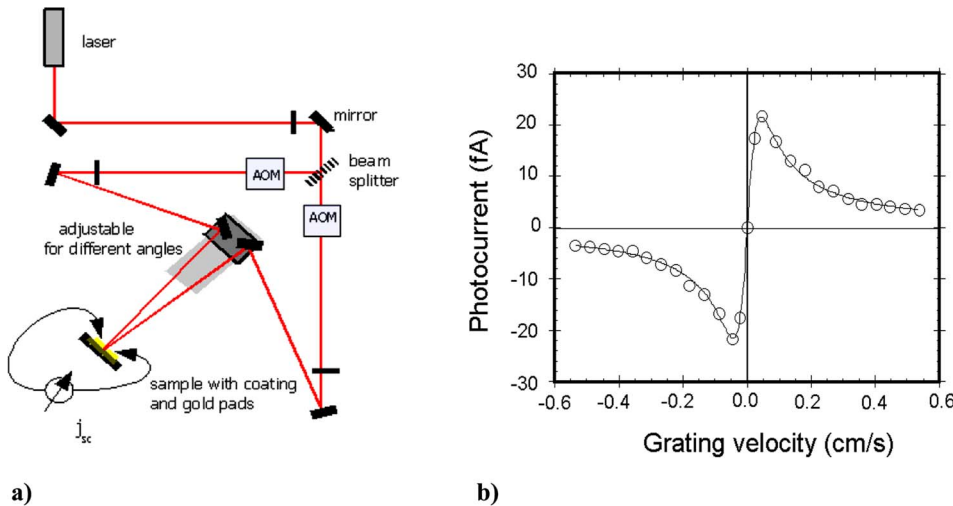 laser
mirror
beam
splitter
AOM
AOM
adjustable
for different angles
sample with coating
and gold pads
j sc
a)
30
20
10
0
-10
-20
-30
-0.6
-0.4
-0.2
0.0
0.2
0.4
0.6
Photocurrent (fA)
Grating velocity (cm/s)
b)